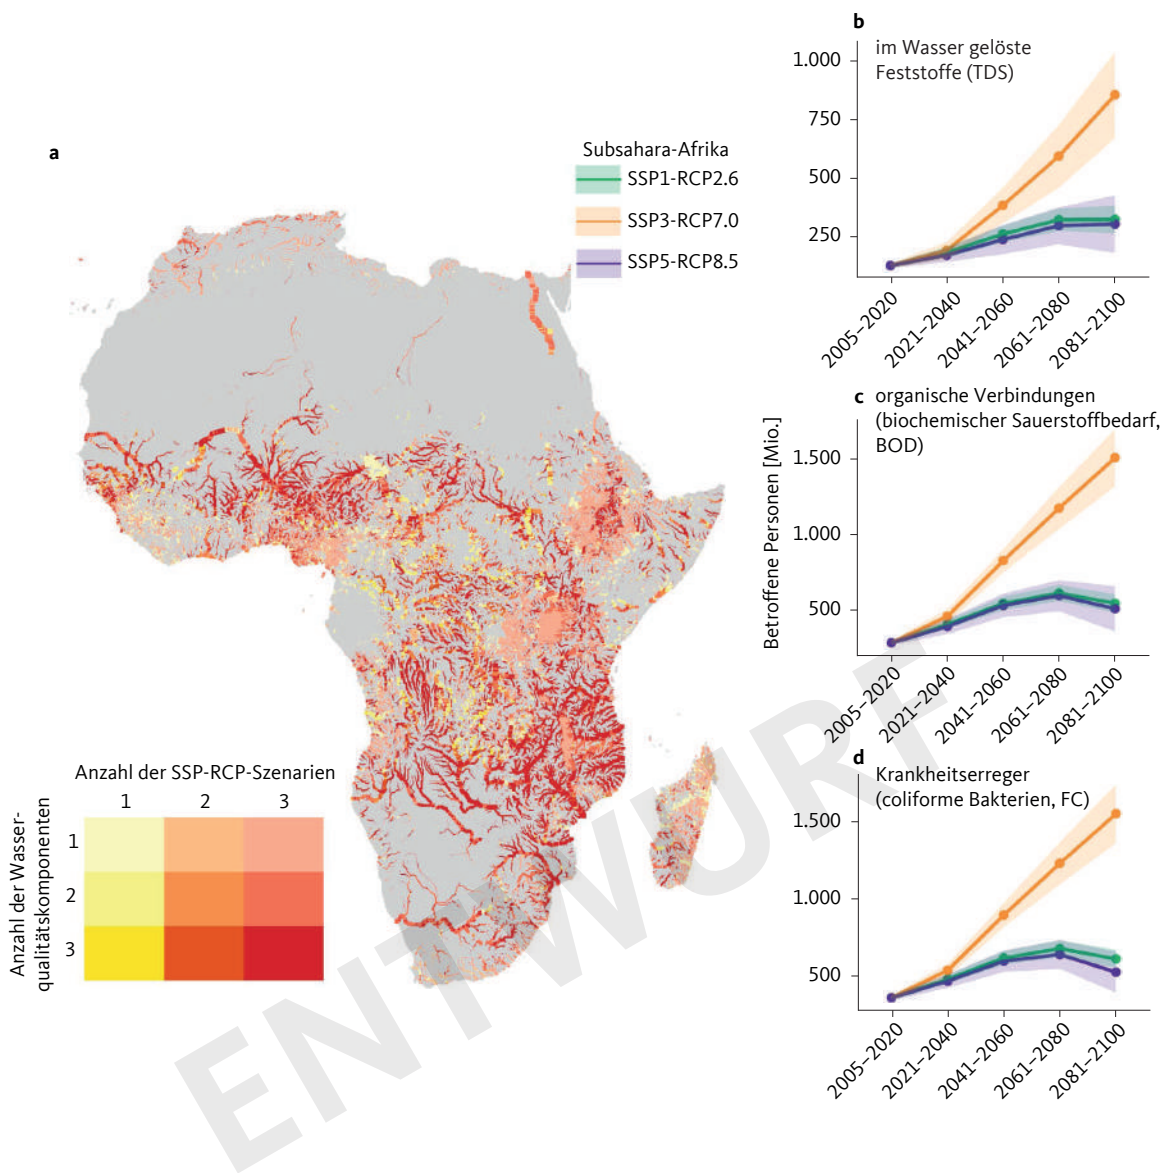 a
Subsahara-Afrika
SSP1-RCP2.6
SSP3-RCP7.0
SSP5-RCP8.5
Anzahl der SSP-RCP-Szenarien
1 2 3
Anzahl der Wasser-
qualitätskomponenten
1
2
3
Betroffene Personen [Mio.]
b
im Wasser gelöste
Feststoffe (TDS)
1.000
750
500
250
2005–2020
2021–2040
2041–2060
2061–2080
2081–2100
c
organische Verbindungen
(biochemischer Sauerstoffbedarf,
BOD)
1.500
1.000
500
2005–2020
2021–2040
2041–2060
2061–2080
2081–2100
d
Krankheitserreger
(coliforme Bakterien, FC)
1.500
1.000
500
2005–2020
2021–2040
2041–2060
2061–2080
2081–2100
ENTWURF